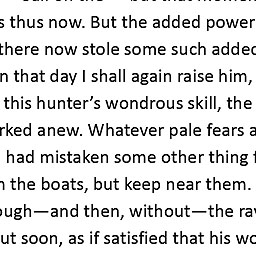 s thus now. But the added power
there now stole some such added
n that day I shall again raise him,
this hunter’s wondrous skill, the
rked anew. Whatever pale fears a
had mistaken some other thing f
n the boats, but keep near them.
ough—and then, without—the rav
ut soon, as if satisfied that his wo